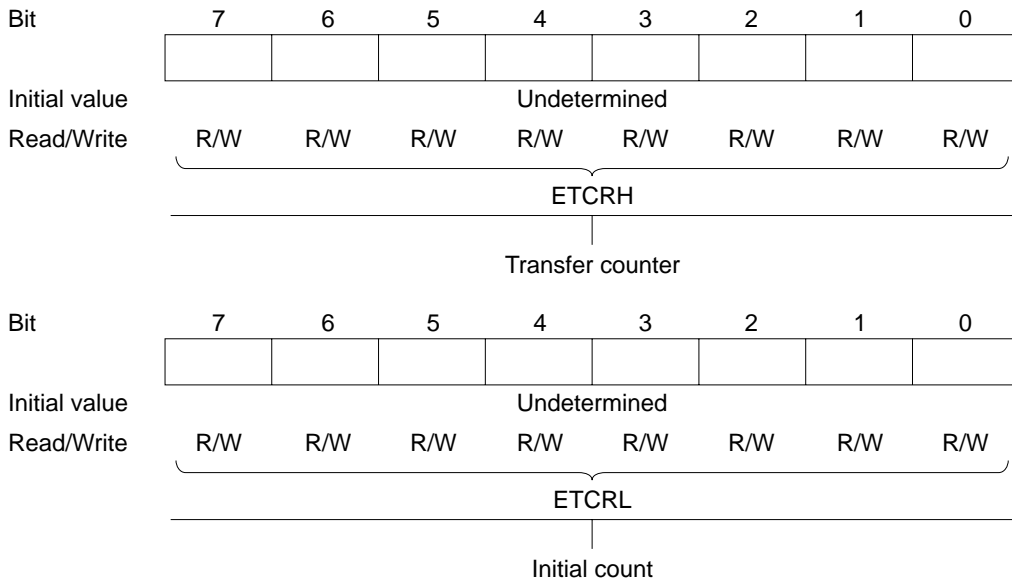 Bit 7 6 5 4 3 2 1 0
Initial value Undetermined
Read/Write R/W R/W R/W R/W R/W R/W R/W R/W
ETCRH
Transfer counter
Bit 7 6 5 4 3 2 1 0
Initial value Undetermined
Read/Write R/W R/W R/W R/W R/W R/W R/W R/W
ETCRL
Initial count